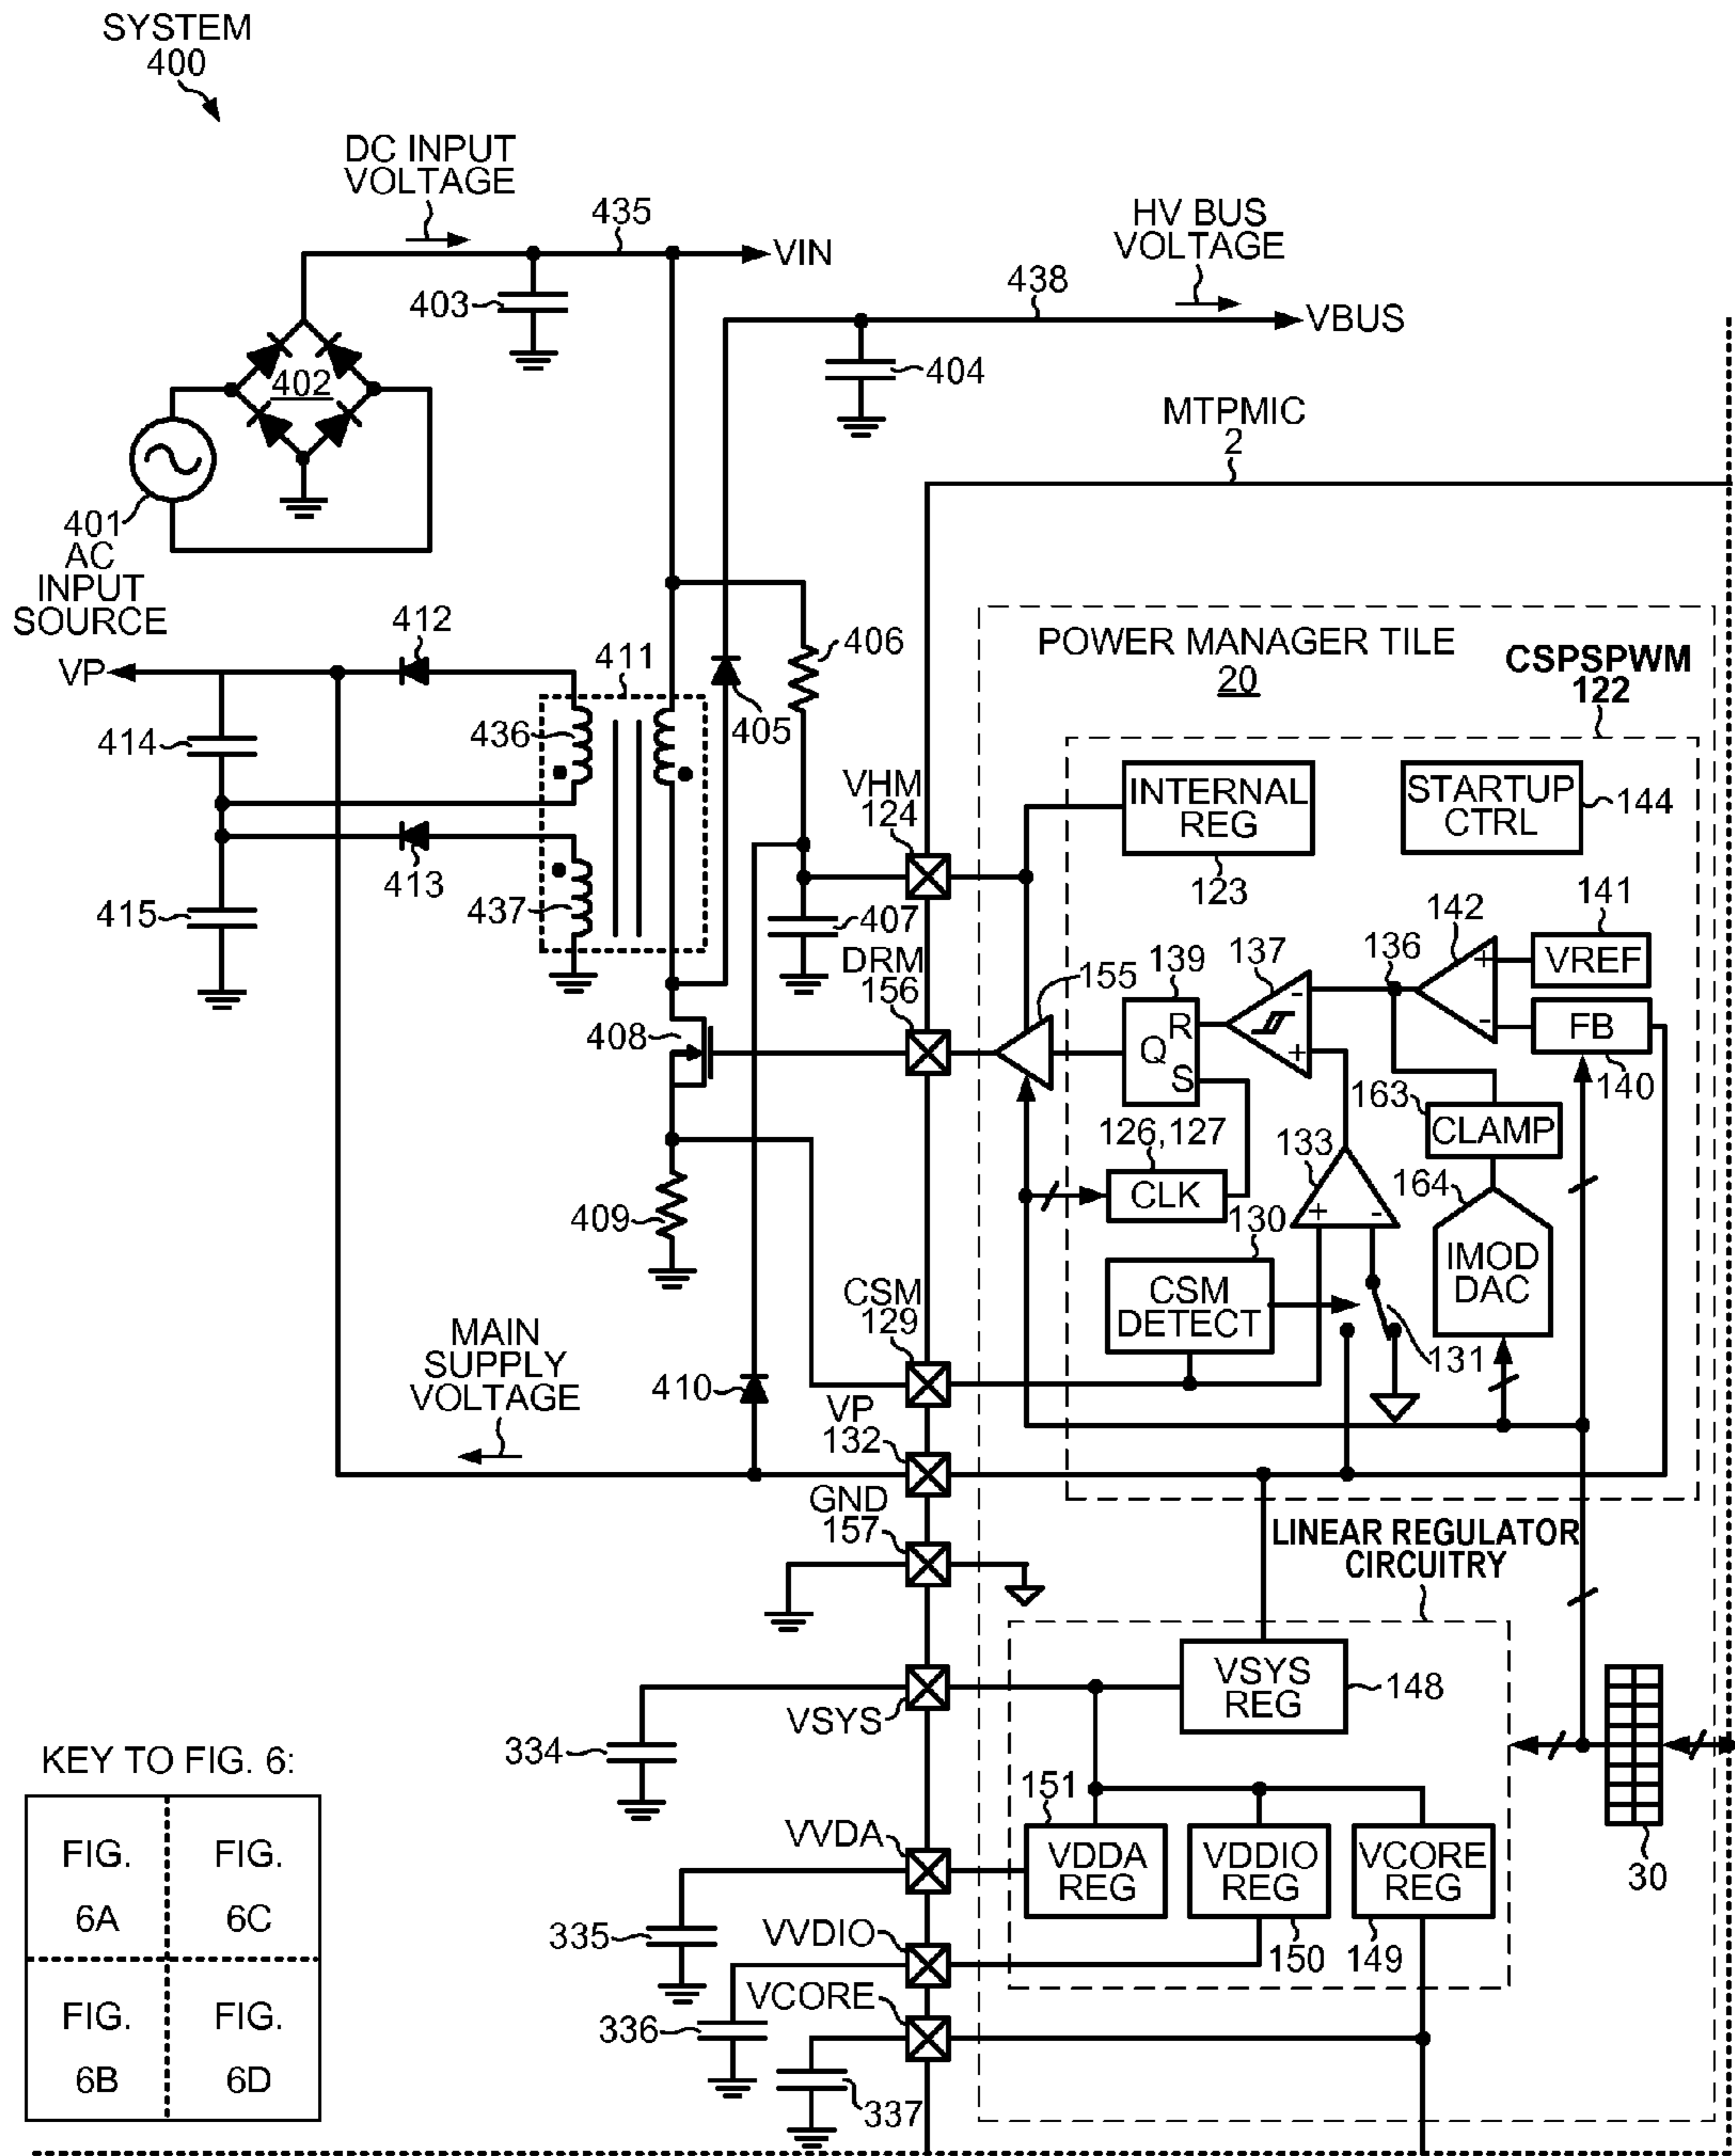 SYSTEM
400
DC INPUT
VOLTAGE
435
VIN
403
HV BUS
VOLTAGE
438
VBUS
404
402
401
AC
INPUT
SOURCE
MTPMIC
2
412
VP
411
406
405
414
436
413
437
415
407
VHM
124
DRM
156
408
409
CSM
129
410
MAIN
SUPPLY
VOLTAGE
VP
132
GND
157
POWER MANAGER TILE
20
CSPSPWM
122
INTERNAL
REG
123
STARTUP
CTRL
144
141
142
VREF
136
137
139
155
-
+
+
-
R
Q
S
FB
140
163
CLAMP
126,127
CLK
133
164
130
+
-
IMOD
DAC
CSM
DETECT
131
LINEAR REGULATOR
CIRCUITRY
VSYS
REG
148
VSYS
334
151
VDDA
REG
VDDIO
REG
VCORE
REG
150
149
30
VVDA
335
VVDIO
336
VCORE
337
KEY TO FIG. 6:
FIG.
6A
FIG.
6C
FIG.
6B
FIG.
6D